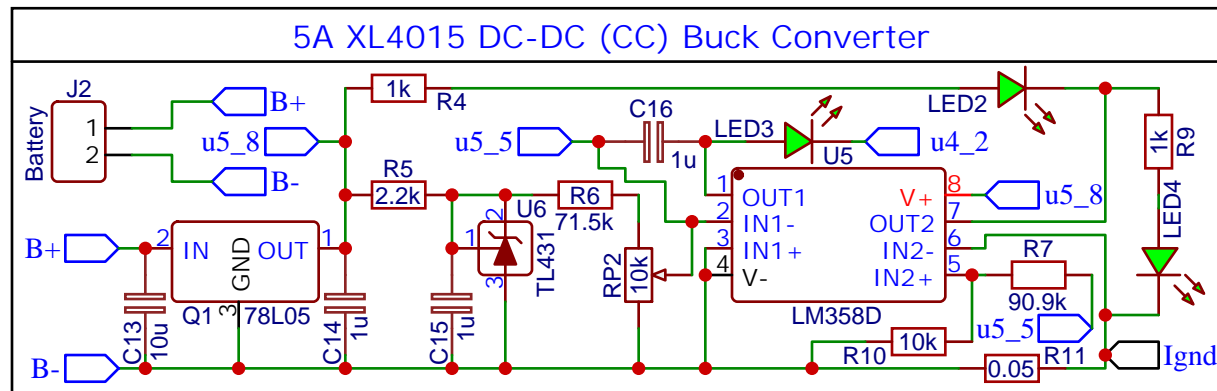 5A XL4015 DC-DC (CC) Buck Converter
J2
Battery
1
2
B+
B-
u5_8
1k
R4
C16
1u
u5_5
LED3
u4_2
LED2
R9
1k
LED4
R5
2.2k
U6
2
1
3
TL431
R6
71.5k
RP2
10k
U5
1
OUT1
2
IN1-
3
IN1+
4
V-
V+
8
u5_8
OUT2
7
IN2-
6
IN2+
5
LM358D
R7
90.9k
u5_5
R10
10k
0.05
R11
Ignd
B+
2
IN
GND
OUT
1
3
Q1
78L05
C13
10u
C14
1u
C15
1u
B-